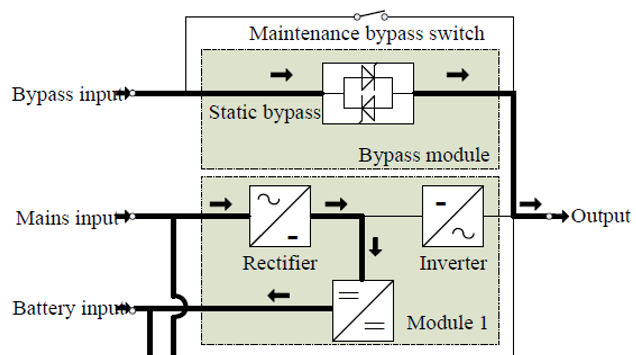 Maintenance bypass switch
Bypass input
Static bypass
Bypass module
Mains input
Output
Rectifier
Inverter
Battery input
Module 1